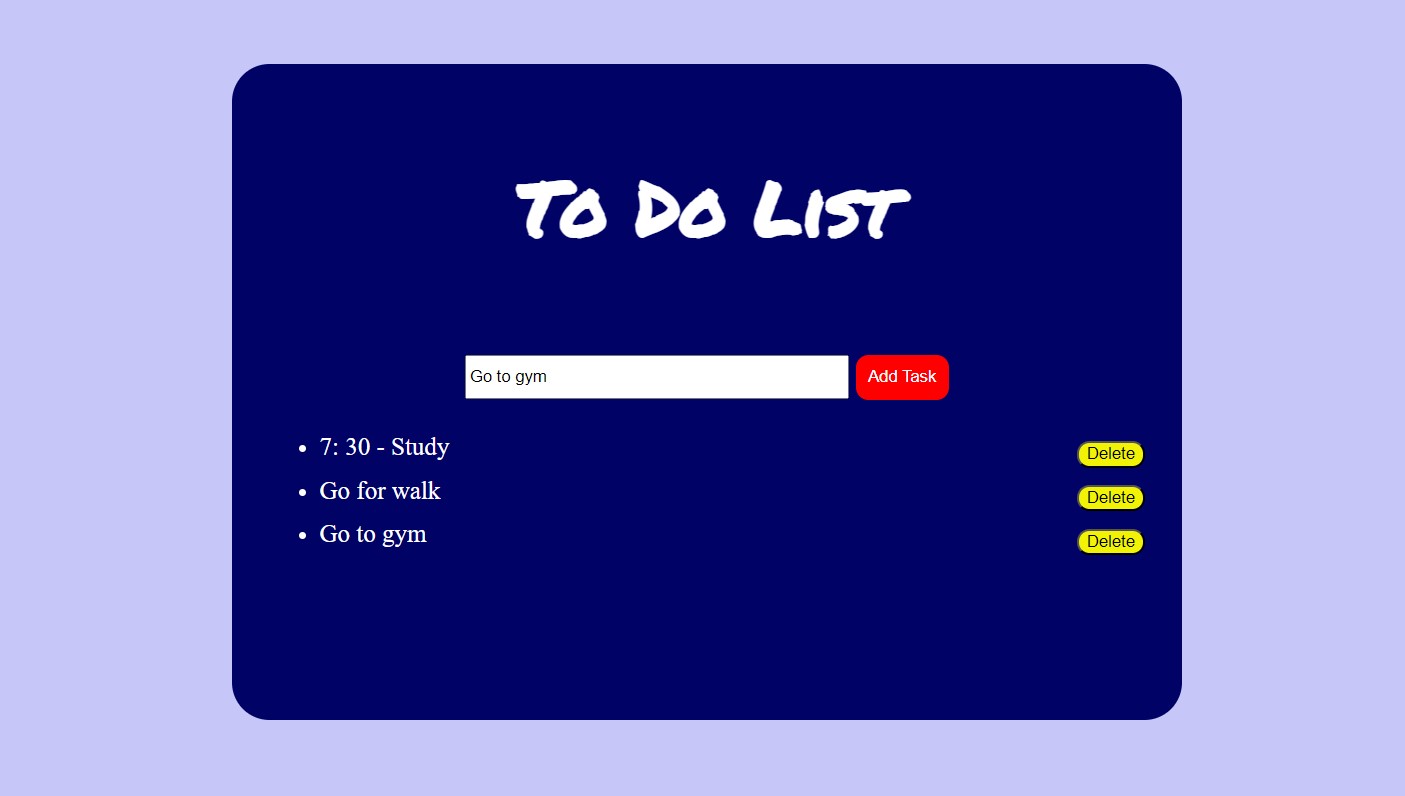 To Do List
Go to gym Add Task
7: 30 - Study Delete
Go for walk Delete
Go to gym Delete